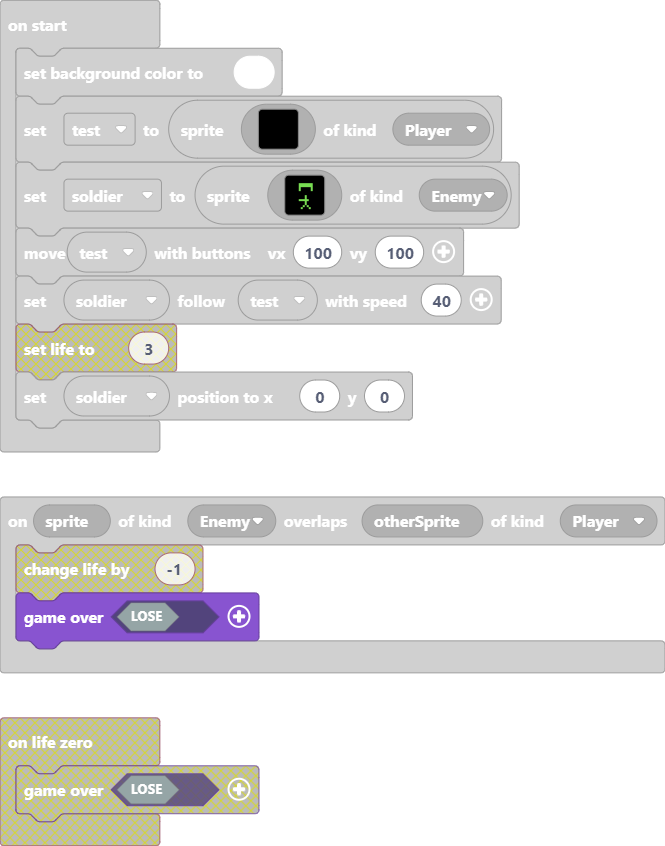 on start
set background color to
set test to sprite of kind Player
set soldier to sprite of kind Enemy
move test with buttons vx 100 vy 100
set soldier follow test with speed 40
set life to 3
set soldier position to x 0 y 0
on sprite of kind Enemy overlaps otherSprite of kind Player
change life by -1
game over LOSE
on life zero
game over LOSE